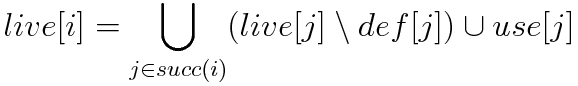 live[i] = ⋃_{j∈succ(i)} (live[j] \ def[j]) ∪ use[j]